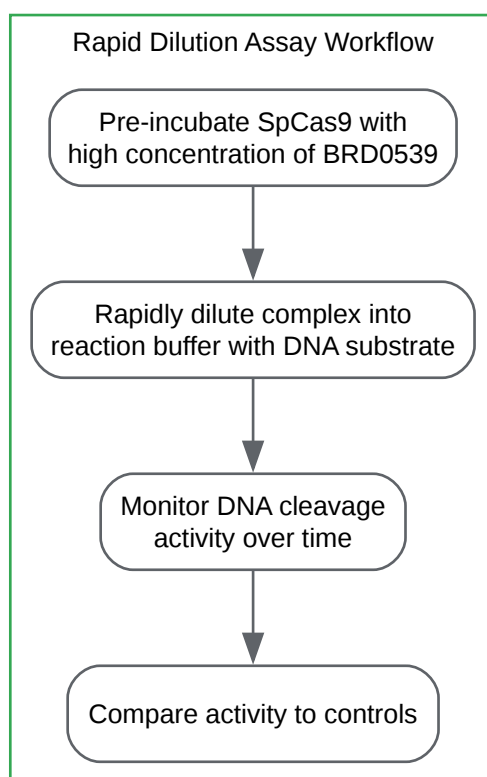 Rapid Dilution Assay Workflow
Pre-incubate SpCas9 with
high concentration of BRD0539
Rapidly dilute complex into
reaction buffer with DNA substrate
Monitor DNA cleavage
activity over time
Compare activity to controls